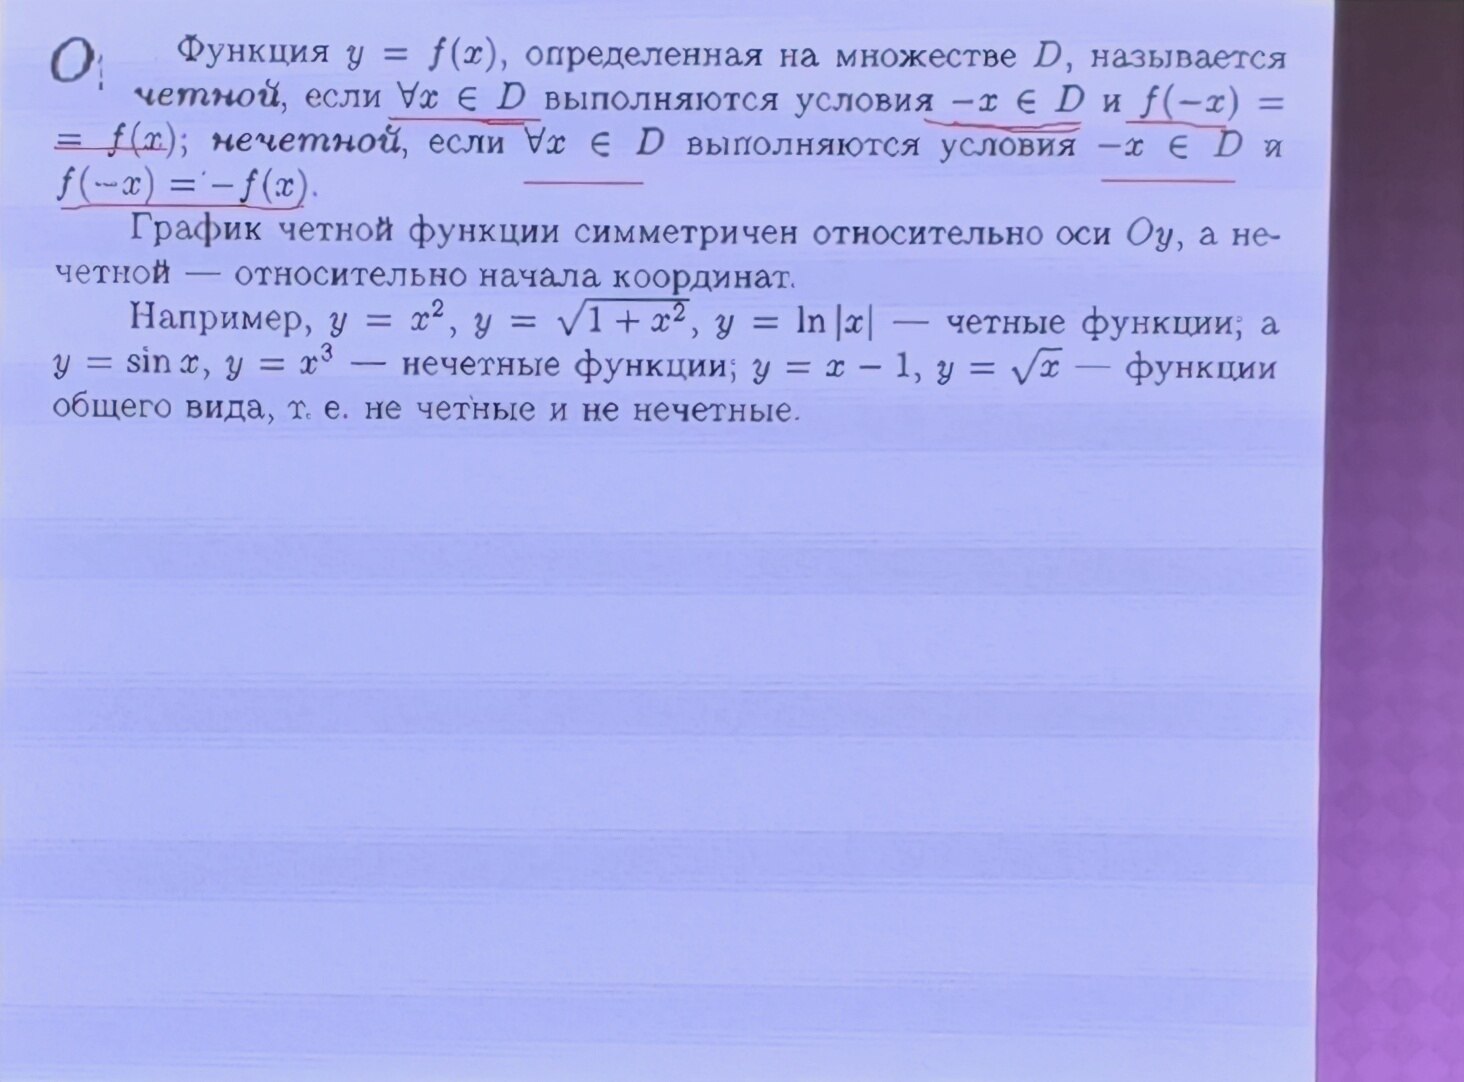 O; Функция y = f(x), определенная на множестве D, называется
четной, если ∀x ∈ D выполняются условия −x ∈ D и f(−x) =
= f(x); нечетной, если ∀x ∈ D выполняются условия −x ∈ D и
f(−x) = −f(x).
График четной функции симметричен относительно оси Oy, а не-
четной — относительно начала координат.
Например, y = x², y = √(1 + x²), y = ln |x| — четные функции; а
y = sin x, y = x³ — нечетные функции; y = x − 1, y = √x — функции
общего вида, т. е. не четные и не нечетные.